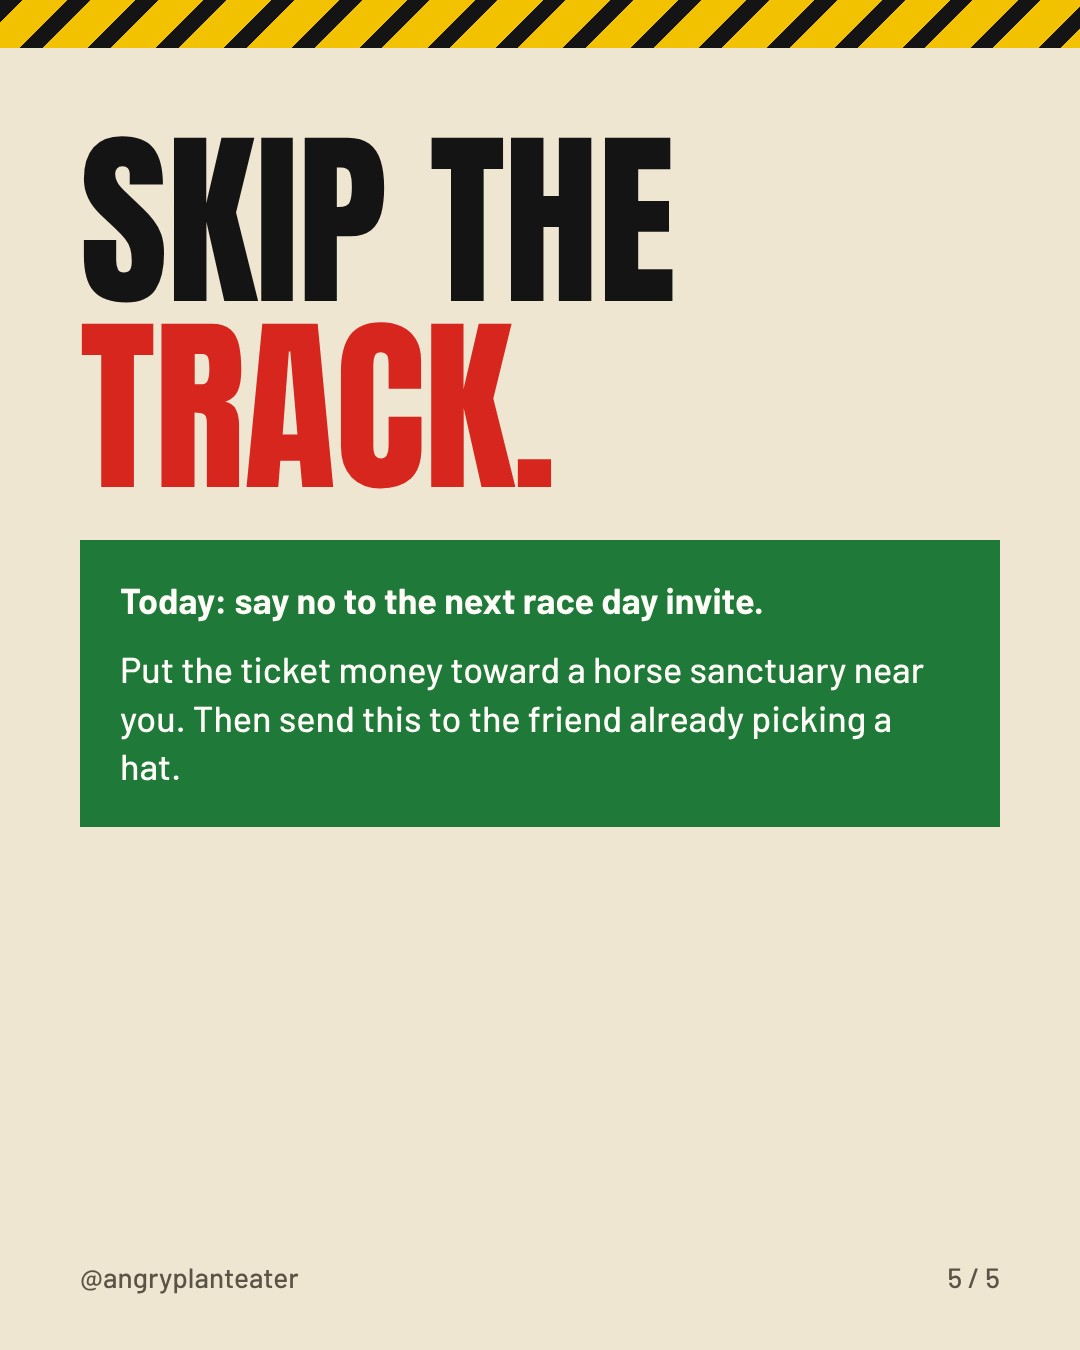 SKIP THE
TRACK.
Today: say no to the next race day invite.
Put the ticket money toward a horse sanctuary near
you. Then send this to the friend already picking a
hat.
@angryplanteater
5 / 5